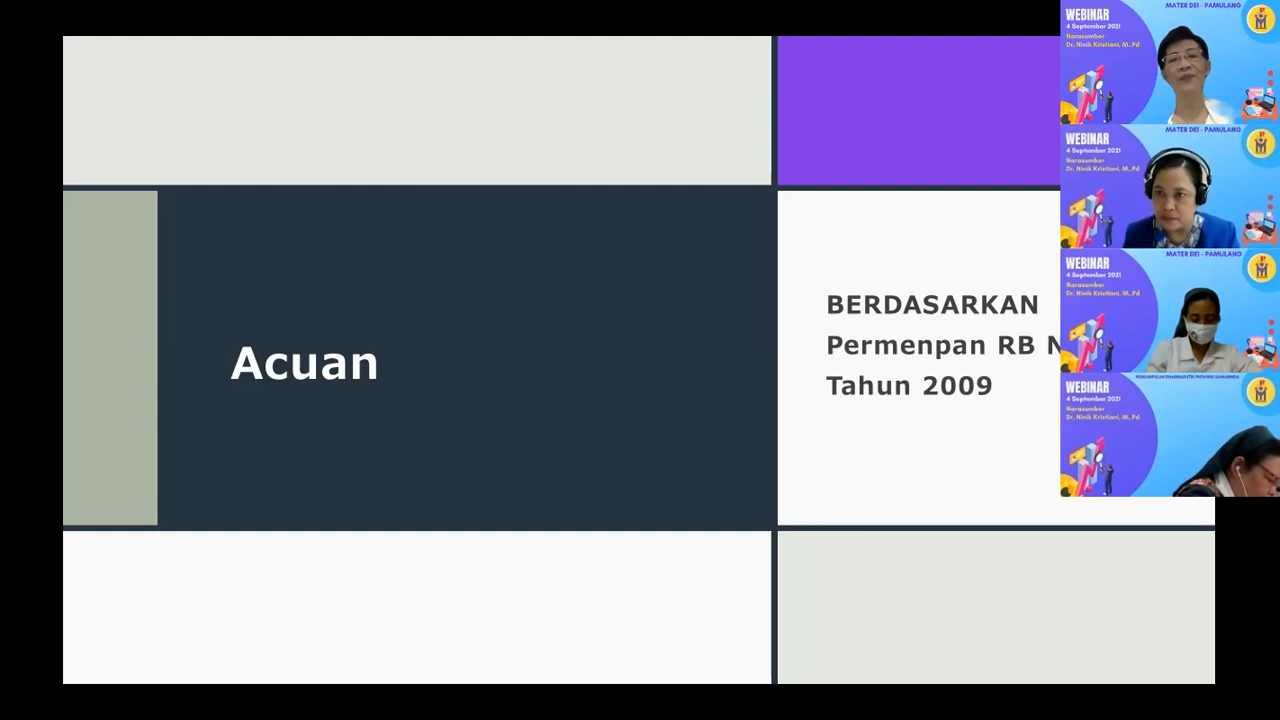 Acuan
BERDASARKAN
Permenpan RB N
Tahun 2009
MATER DEI - PAMULANG
WEBINAR
4 September 2021
Narasumber
Dr. Ninik Kristiani, M..Pd
MATER DEI - PAMULANG
WEBINAR
4 September 2021
Narasumber
Dr. Ninik Kristiani, M..Pd
MATER DEI - PAMULANG
WEBINAR
4 September 2021
Narasumber
Dr. Ninik Kristiani, M..Pd
WEBINAR
4 September 2021
Narasumber
Dr. Ninik Kristiani, M..Pd